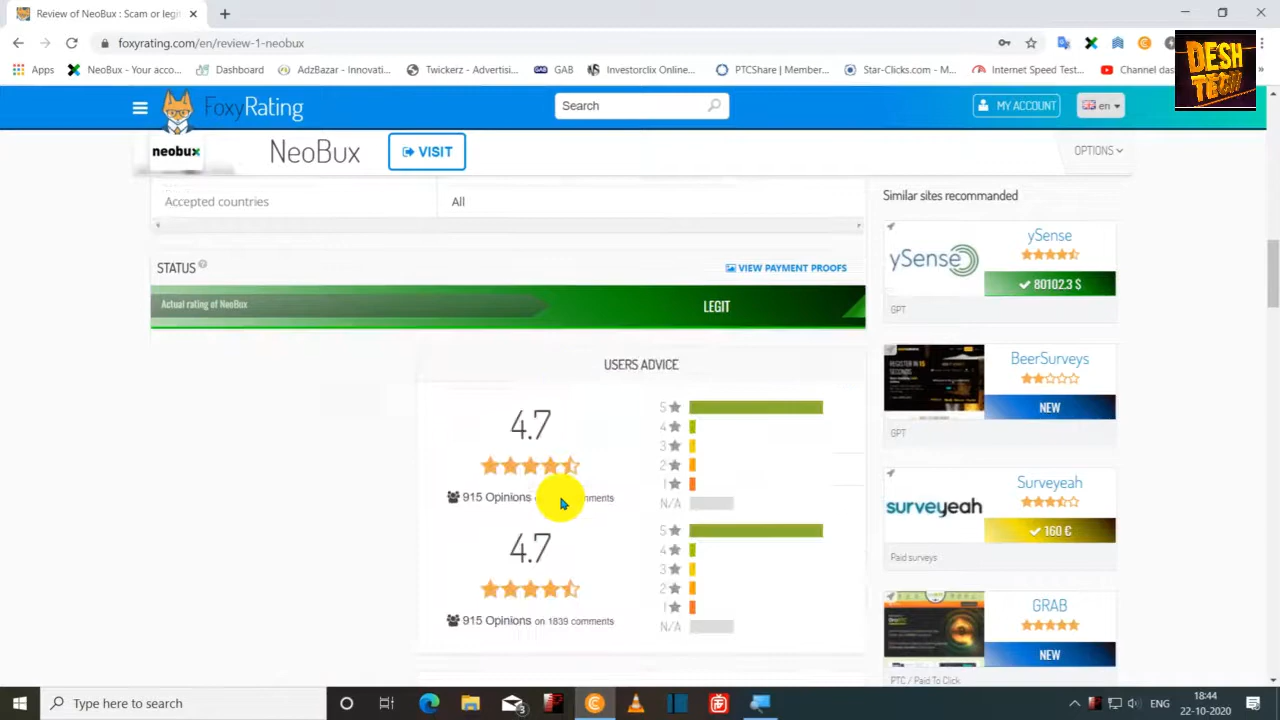 Review of NeoBux : Scam or legi
foxyrating.com/en/review-1-neobux
Apps
NeoBux - Your acco...
Dashboard
AdzBazar - Innovati...
Twickerz - Advertis...
GAB
Investorclix Online...
PTCShare | Member...
Star-Clicks.com - M...
Internet Speed Test...
Channel das
DESH
TECH
FoxyRating
Search
MY ACCOUNT
en
neobux
NeoBux
VISIT
OPTIONS
Accepted countries
All
Similar sites recommanded
STATUS
VIEW PAYMENT PROOFS
Actual rating of NeoBox
LEGIT
USERS ADVICE
4.7
5
4
3
2
1
N/A
915 Opinions
mments
4.7
5
4
3
2
1
N/A
915 Opinions on 1839 comments
ySense
ySense
80102.3 $
GPT
BeerSurveys
NEW
GPT
surveyeah
Surveyeah
160 €
Paid surveys
GRAB
NEW
PTC / Paid To Click
Type here to search
3
ENG
18:44
22-10-2020